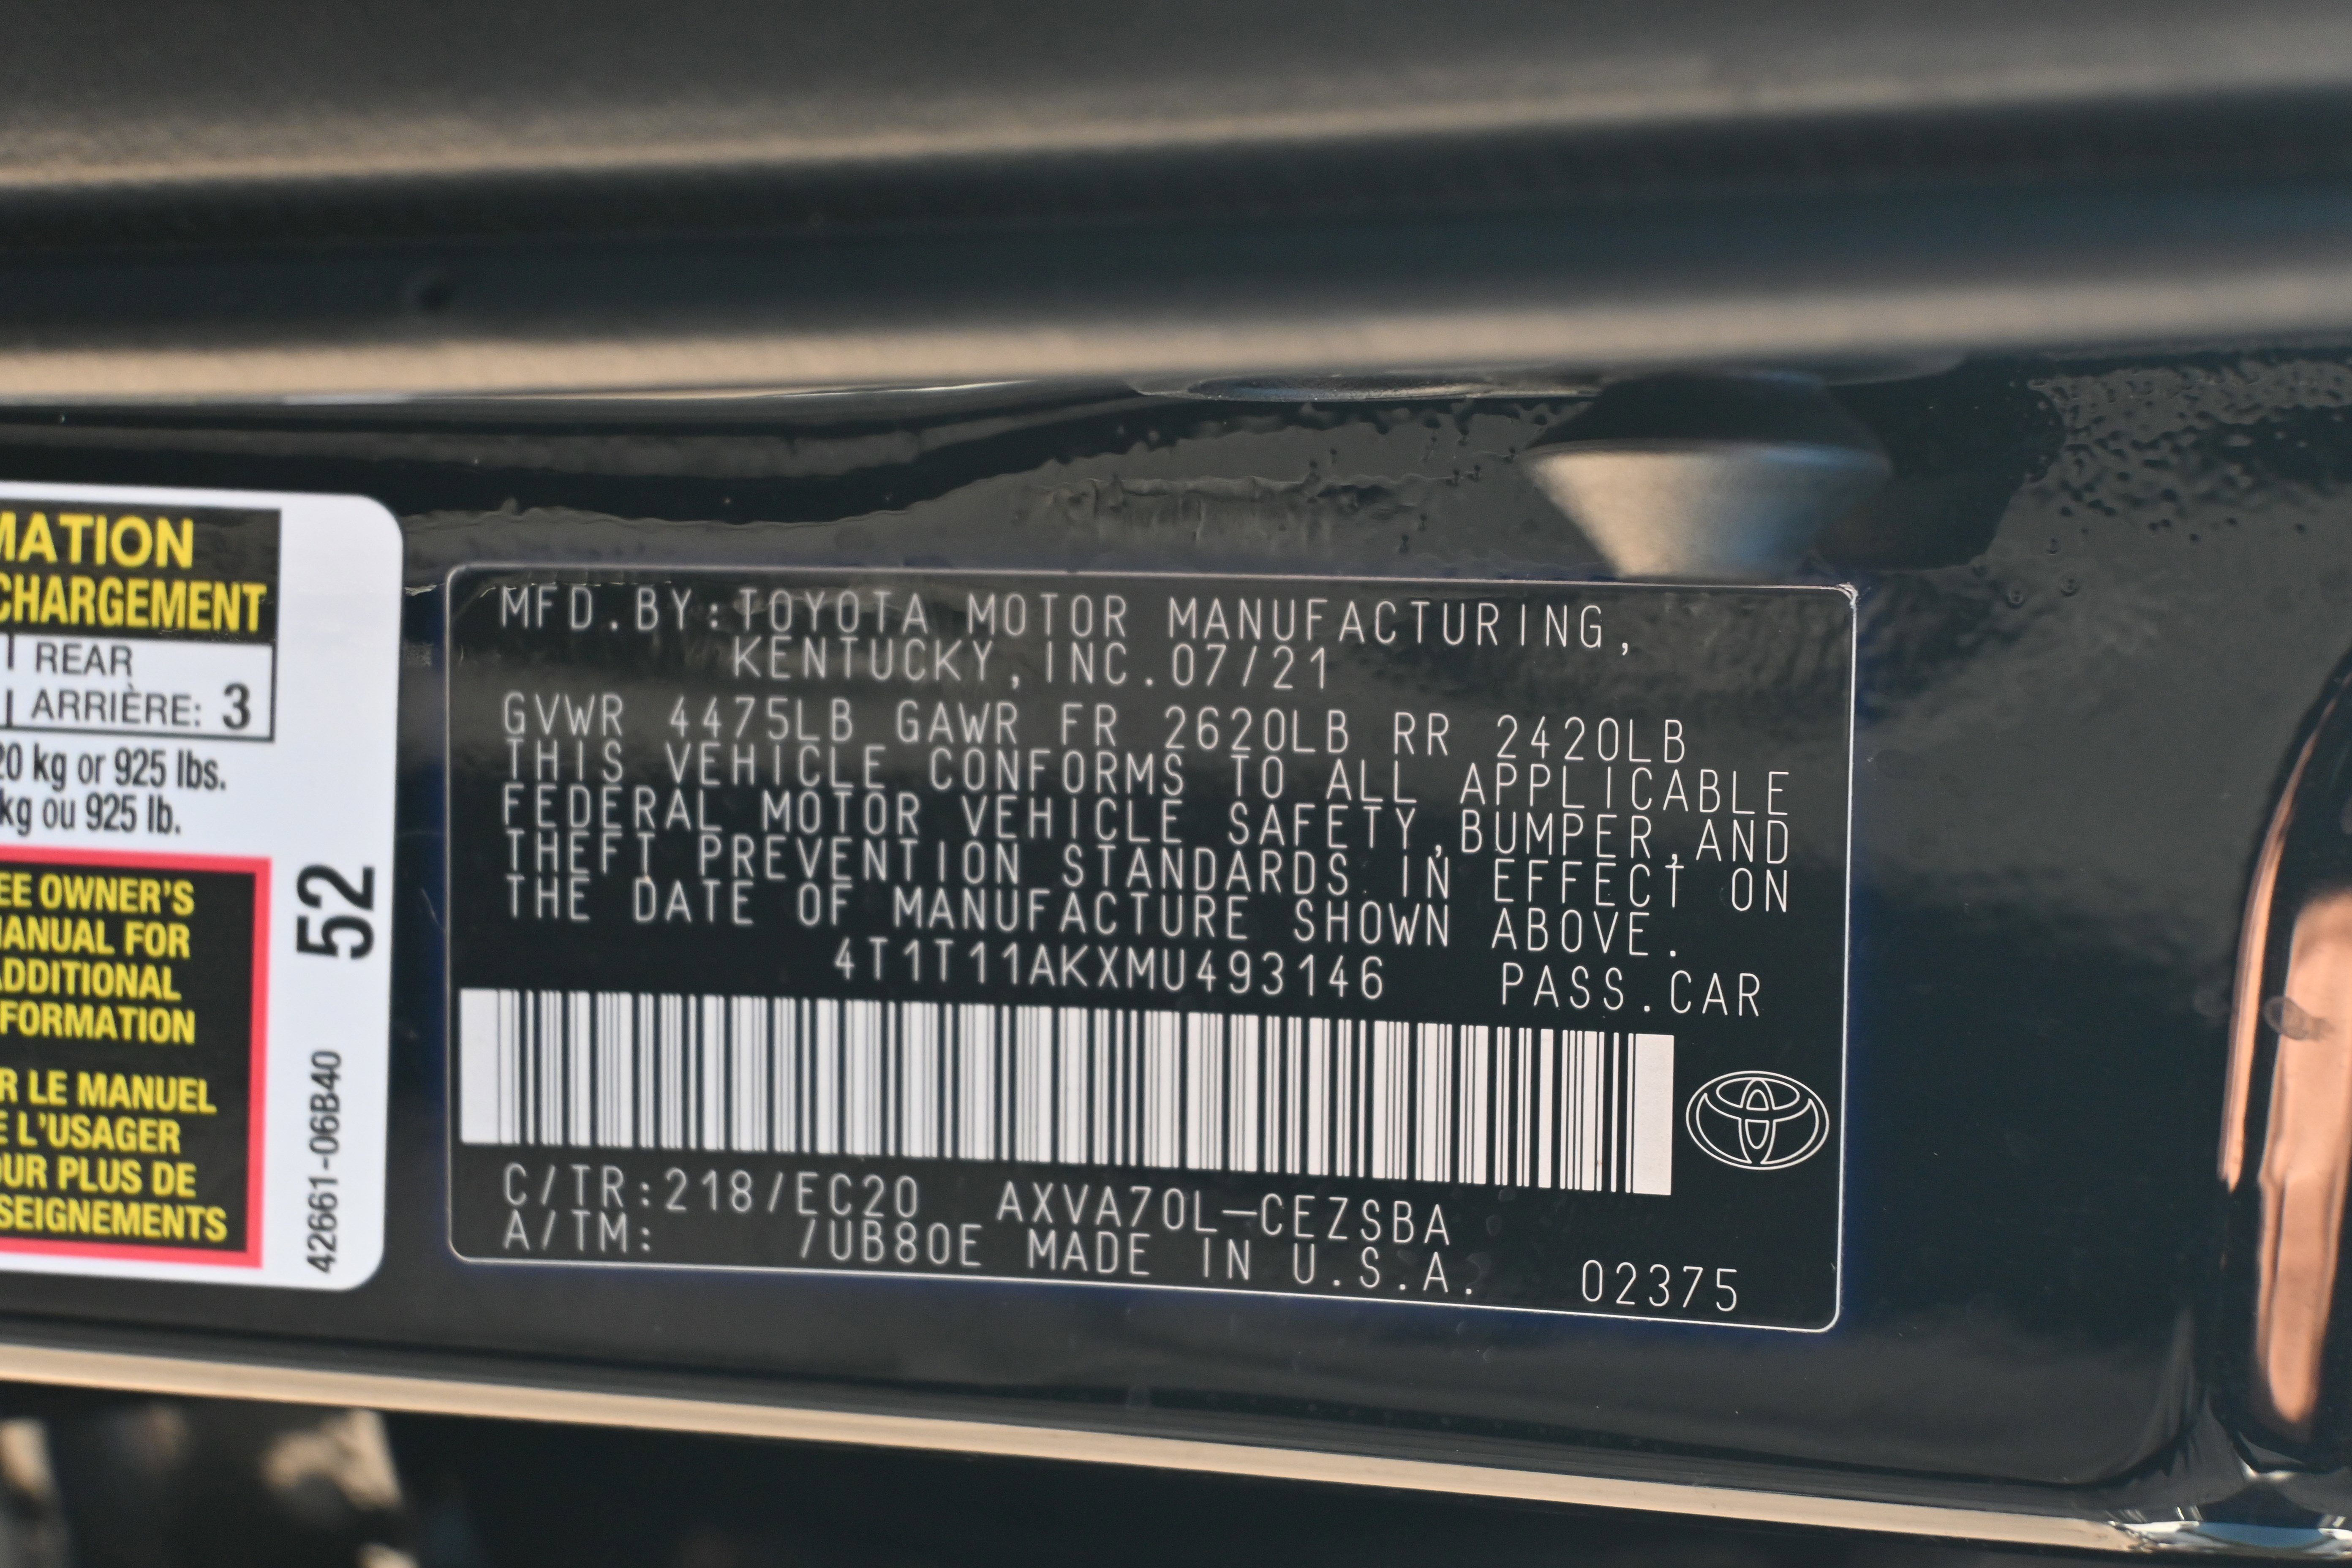 MATION
CHARGEMENT
REAR
ARRIÈRE: 3
20 kg or 925 lbs.
kg ou 925 lb.
EE OWNER'S
MANUAL FOR
ADDITIONAL
FORMATION
R LE MANUEL
E L'USAGER
OUR PLUS DE
SEIGNEMENTS
52
42661-06B40
MFD.BY:TOYOTA MOTOR MANUFACTURING,
KENTUCKY,INC.07/21
GVWR 4475LB GAWR FR 2620LB RR 2420LB
THIS VEHICLE CONFORMS TO ALL APPLICABLE
FEDERAL MOTOR VEHICLE SAFETY,BUMPER,AND
THEFT PREVENTION STANDARDS IN EFFECT ON
THE DATE OF MANUFACTURE SHOWN ABOVE.
4T1T11AKXMU493146 PASS.CAR
C/TR:218/EC20 AXVA70L-CEZSBA
A/TM: /UB80E MADE IN U.S.A. 02375